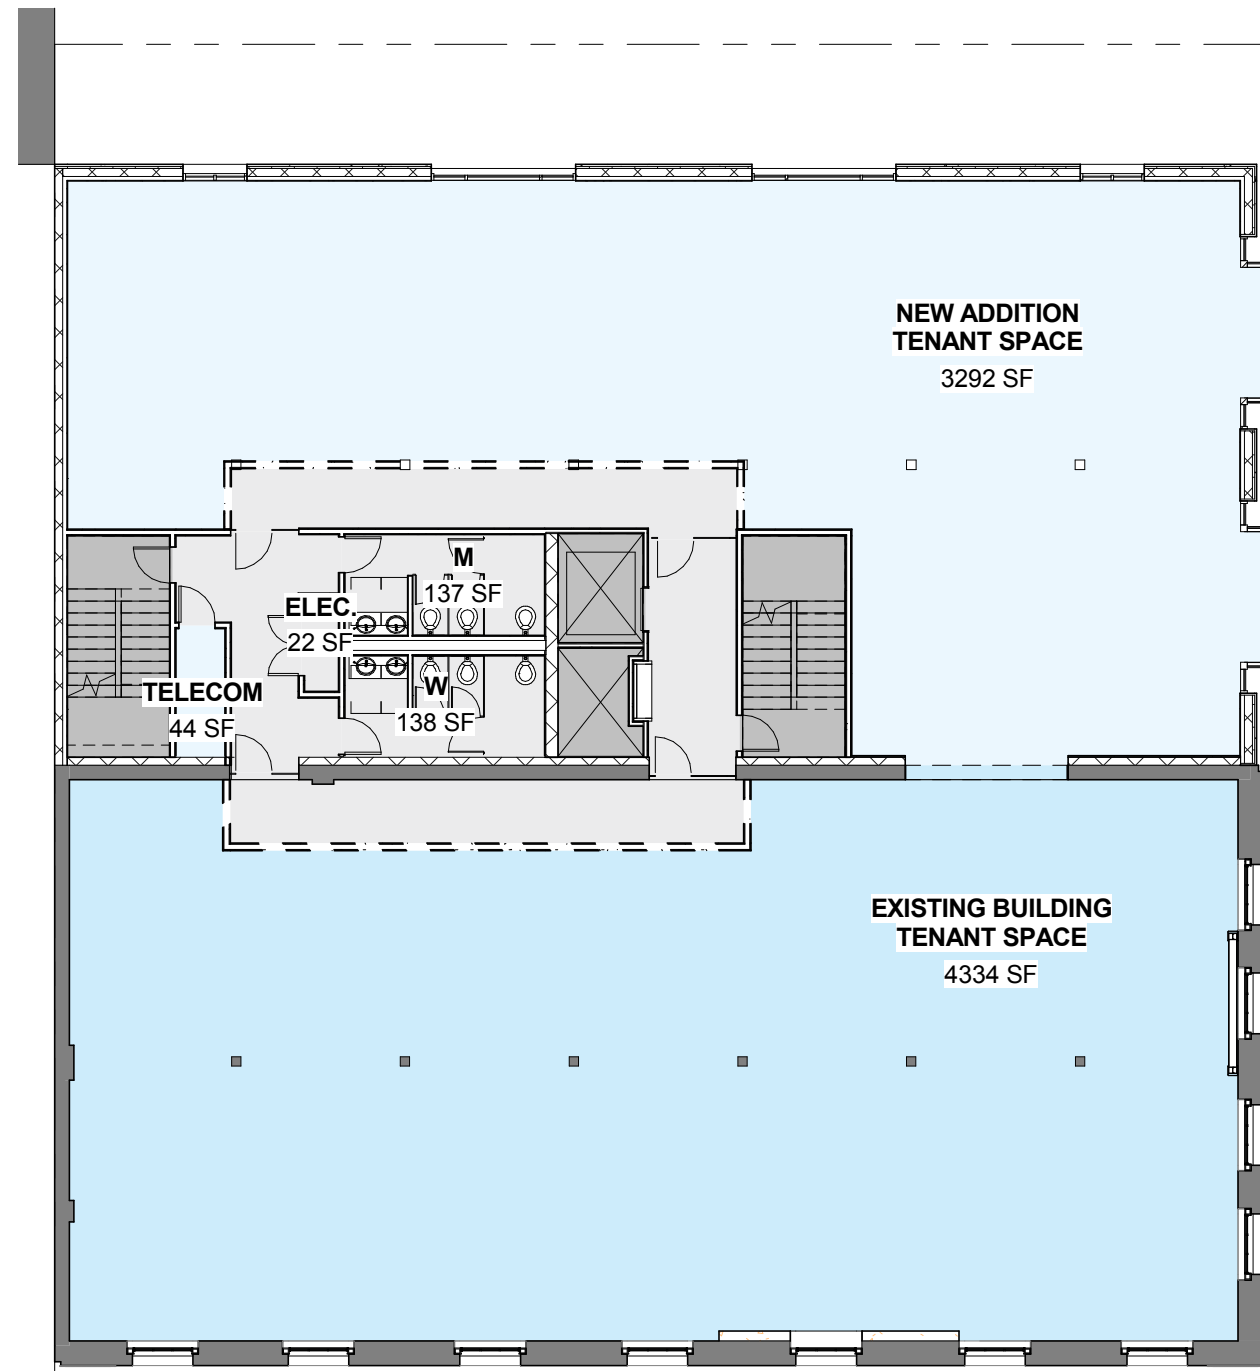 NEW ADDITION
TENANT SPACE
3292 SF
M
137 SF
ELEC.
22 SF
TELECOM
44 SF
W
138 SF
EXISTING BUILDING
TENANT SPACE
4334 SF